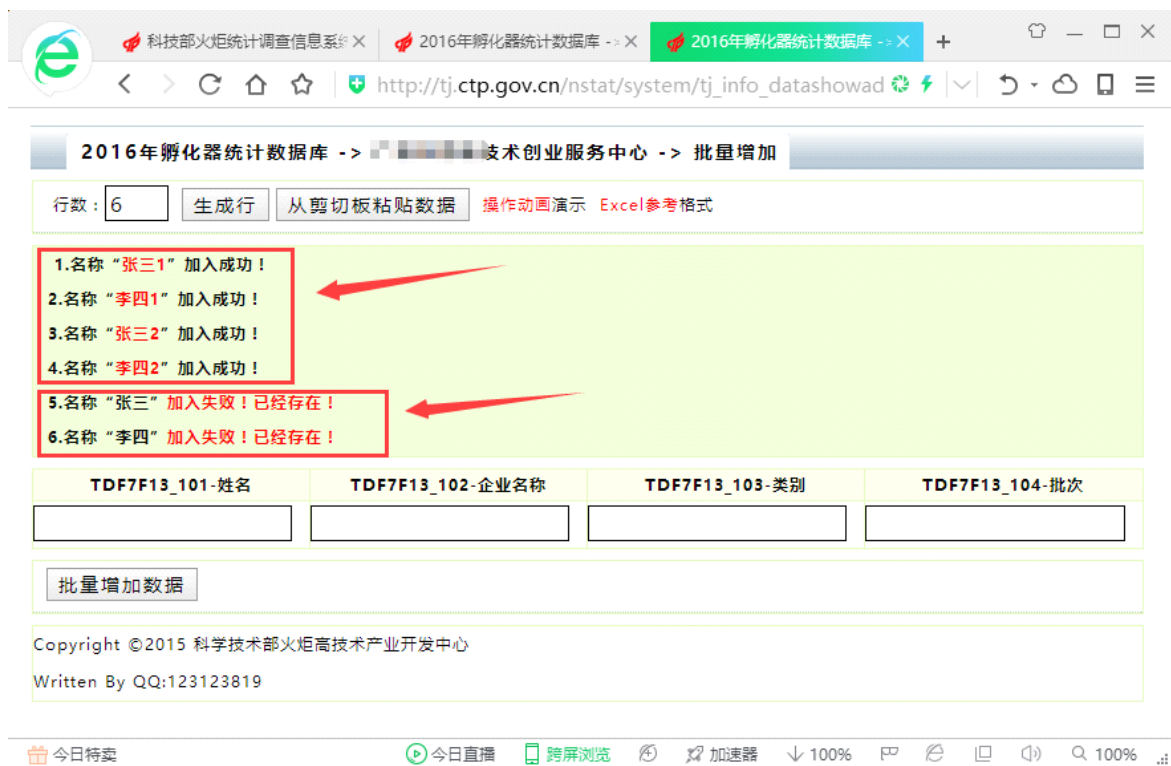 科技部火炬统计调查信息系统
2016年孵化器统计数据库 ->
2016年孵化器统计数据库 ->
http://tj.ctp.gov.cn/nstat/system/tj_info_datashowad
2016年孵化器统计数据库 -> 技术创业服务中心 -> 批量增加
行数：6 生成行 从剪切板粘贴数据 操作动画演示 Excel参考格式
1.名称“张三1”加入成功！
2.名称“李四1”加入成功！
3.名称“张三2”加入成功！
4.名称“李四2”加入成功！
5.名称“张三”加入失败！已经存在！
6.名称“李四”加入失败！已经存在！
TDF7F13_101-姓名 TDF7F13_102-企业名称 TDF7F13_103-类别 TDF7F13_104-批次
批量增加数据
Copyright ©2015 科学技术部火炬高技术产业开发中心
Written By QQ:123123819
今日特卖 今日直播 跨屏浏览 加速器 100% 100%